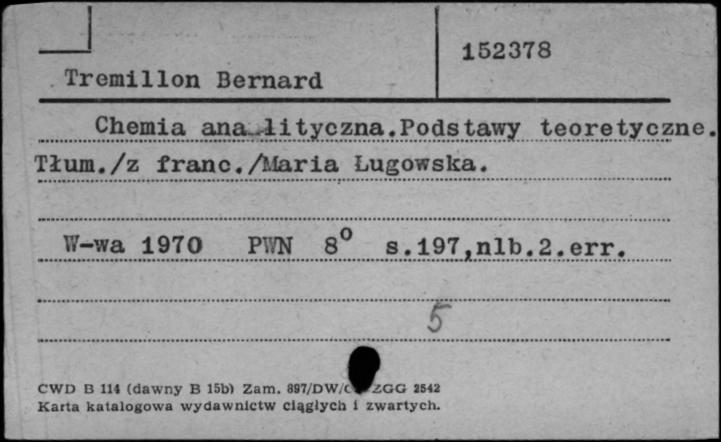 152378
Tremillon Bernard
Chemia analityczna.Podstawy teoretyczne.
Tłum./z franc./Maria Ługowska.
W-wa 1970 PWN 8° s.197,nlb.2.err.
5
CWD B 114 (dawny B 15b) Zam. 897/DW/ ZGG 2542
Karta katalogowa wydawnictw ciągłych i zwartych.